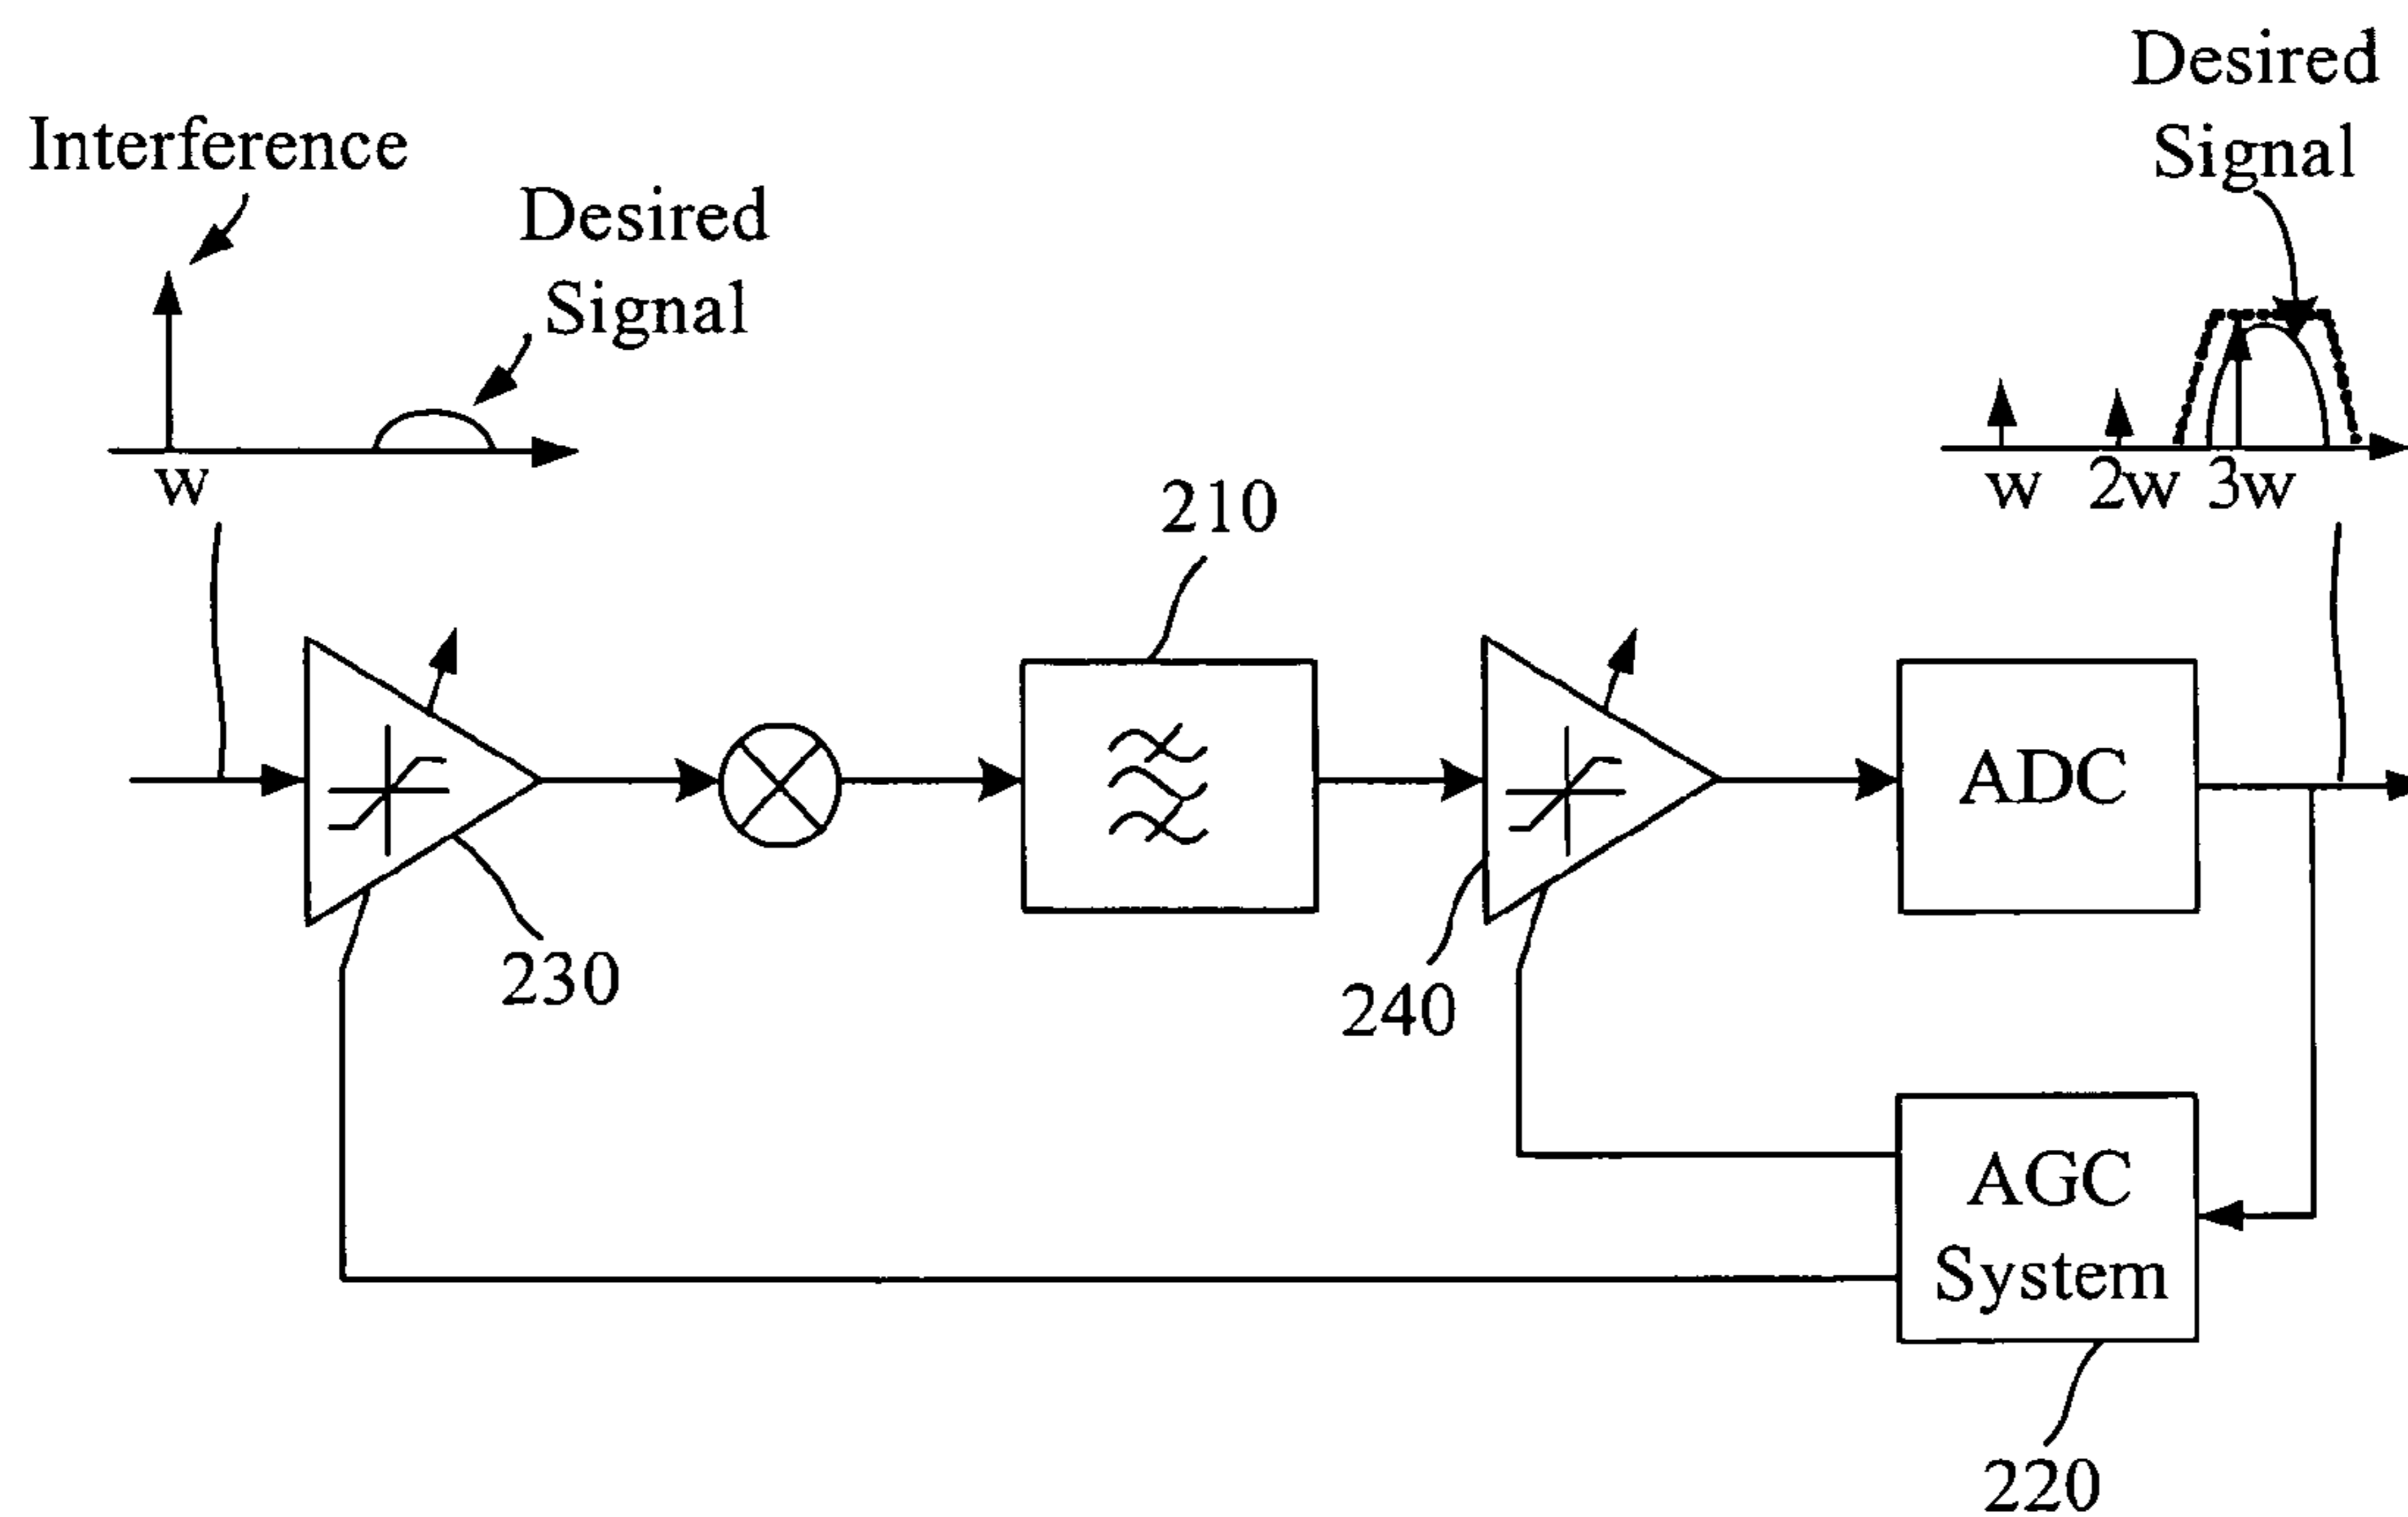 Interference
Desired
Signal
w
Desired
Signal
w
2w
3w
210
230
240
ADC
AGC
System
220